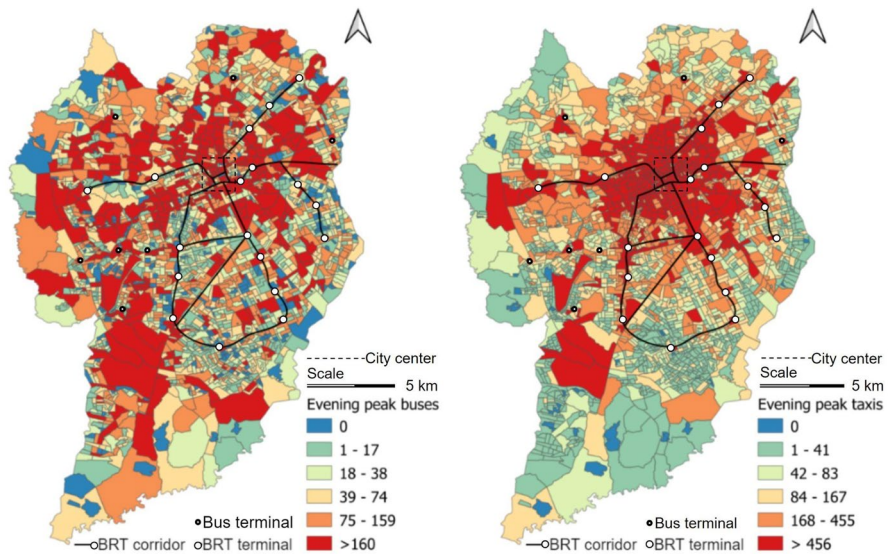 City center
Scale
5 km
Evening peak buses
0
1 - 17
18 - 38
39 - 74
75 - 159
>160
Bus terminal
BRT corridor
BRT terminal
City center
Scale
5 km
Evening peak taxis
0
1 - 41
42 - 83
84 - 167
168 - 455
> 456
Bus terminal
BRT corridor
BRT terminal